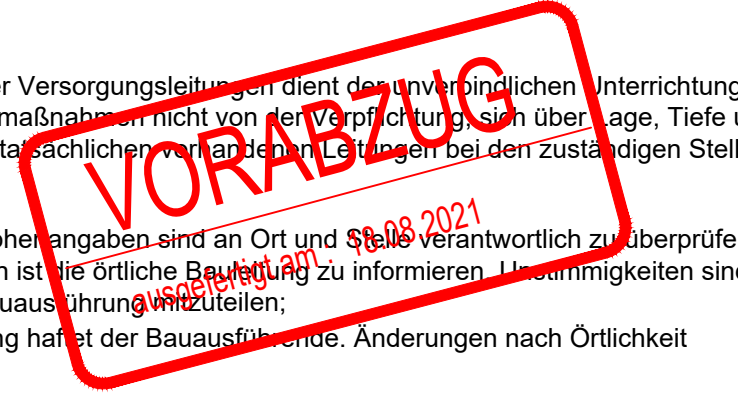 er Versorgungsleitungen dient der unverbindlichen Unterrichtung
maßnahmen nicht von der Verpflichtung, sich über Lage, Tiefe u
tatsächlichen vorhandenen Leitungen bei den zuständigen Stell
VORABZUG
ausgefertigt am : 18.08.2021
öhenangaben sind an Ort und Stelle verantwortlich zu überprüfe
n ist die örtliche Bauleitung zu informieren. Unstimmigkeiten sind
uausführung mitzuteilen;
ng haftet der Bauausführende. Änderungen nach Örtlichkeit